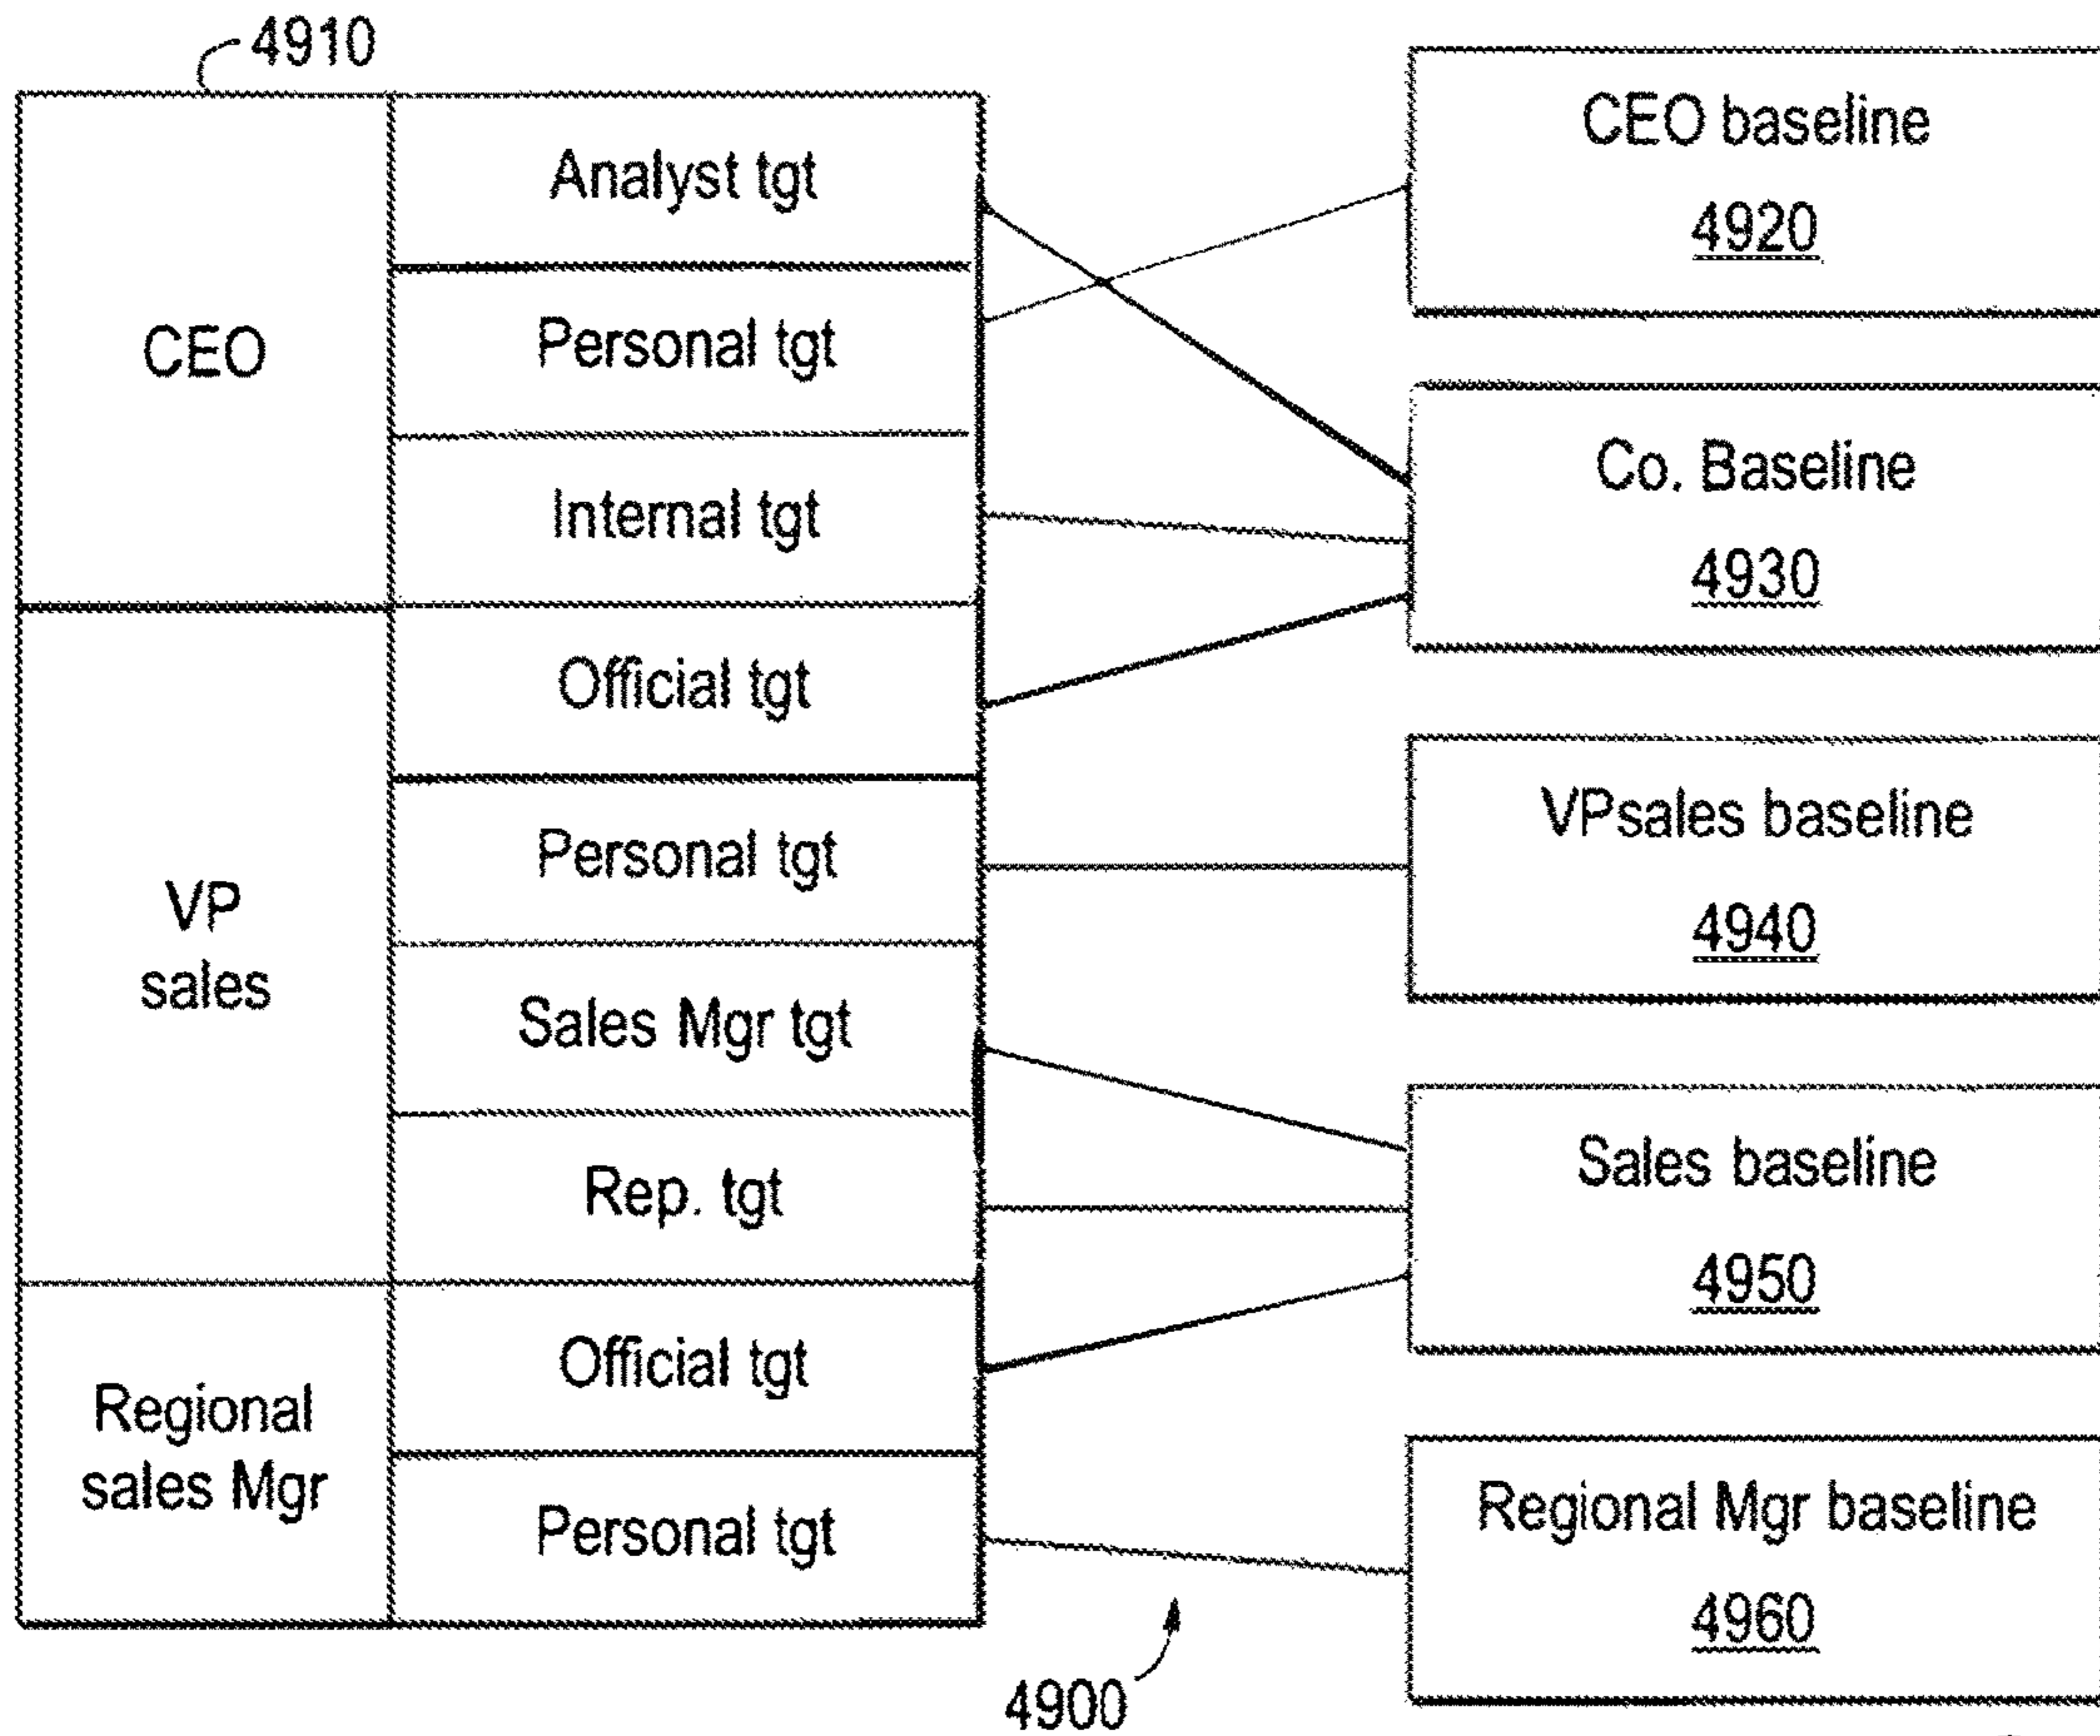 4910
CEO
Analyst tgt
Personal tgt
Internal tgt
VP
sales
Official tgt
Personal tgt
Sales Mgr tgt
Rep. tgt
Regional
sales Mgr
Official tgt
Personal tgt
CEO baseline
4920
Co. Baseline
4930
VPsales baseline
4940
Sales baseline
4950
Regional Mgr baseline
4960
4900